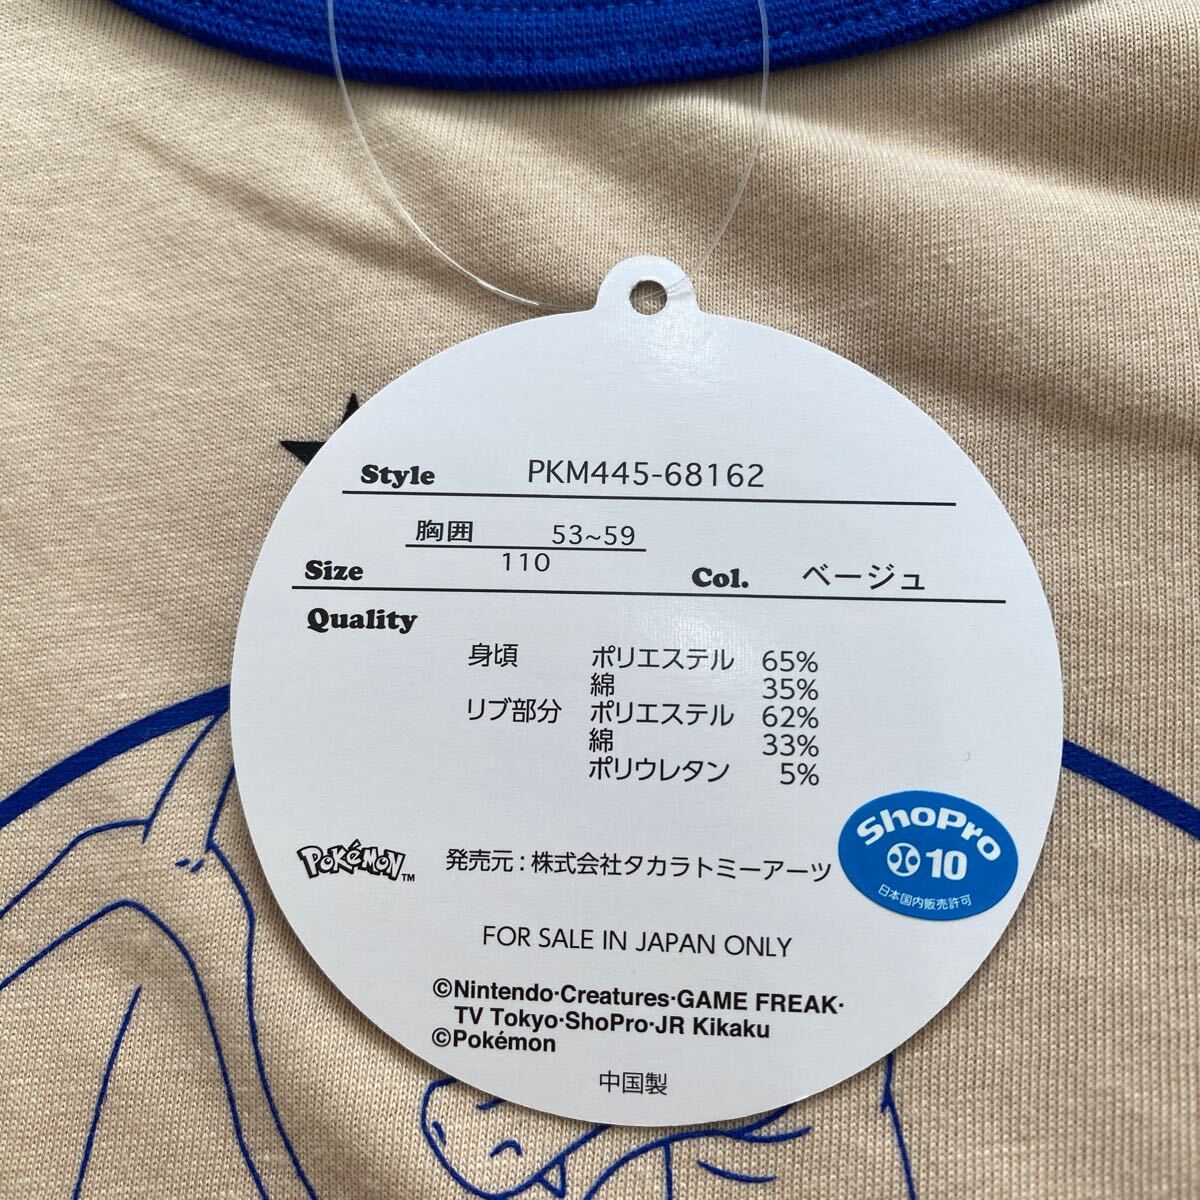 Style PKM445-68162
胸囲 53~59
Size 110 Col. ベージュ
Quality
身頃 ポリエステル 65%
綿 35%
リブ部分 ポリエステル 62%
綿 33%
ポリウレタン 5%
POKéMON™ 発売元:株式会社タカラトミーアーツ
ShoPro
10
日本国内販売許可
FOR SALE IN JAPAN ONLY
©Nintendo·Creatures·GAME FREAK·
TV Tokyo·ShoPro·JR Kikaku
©Pokémon
中国製